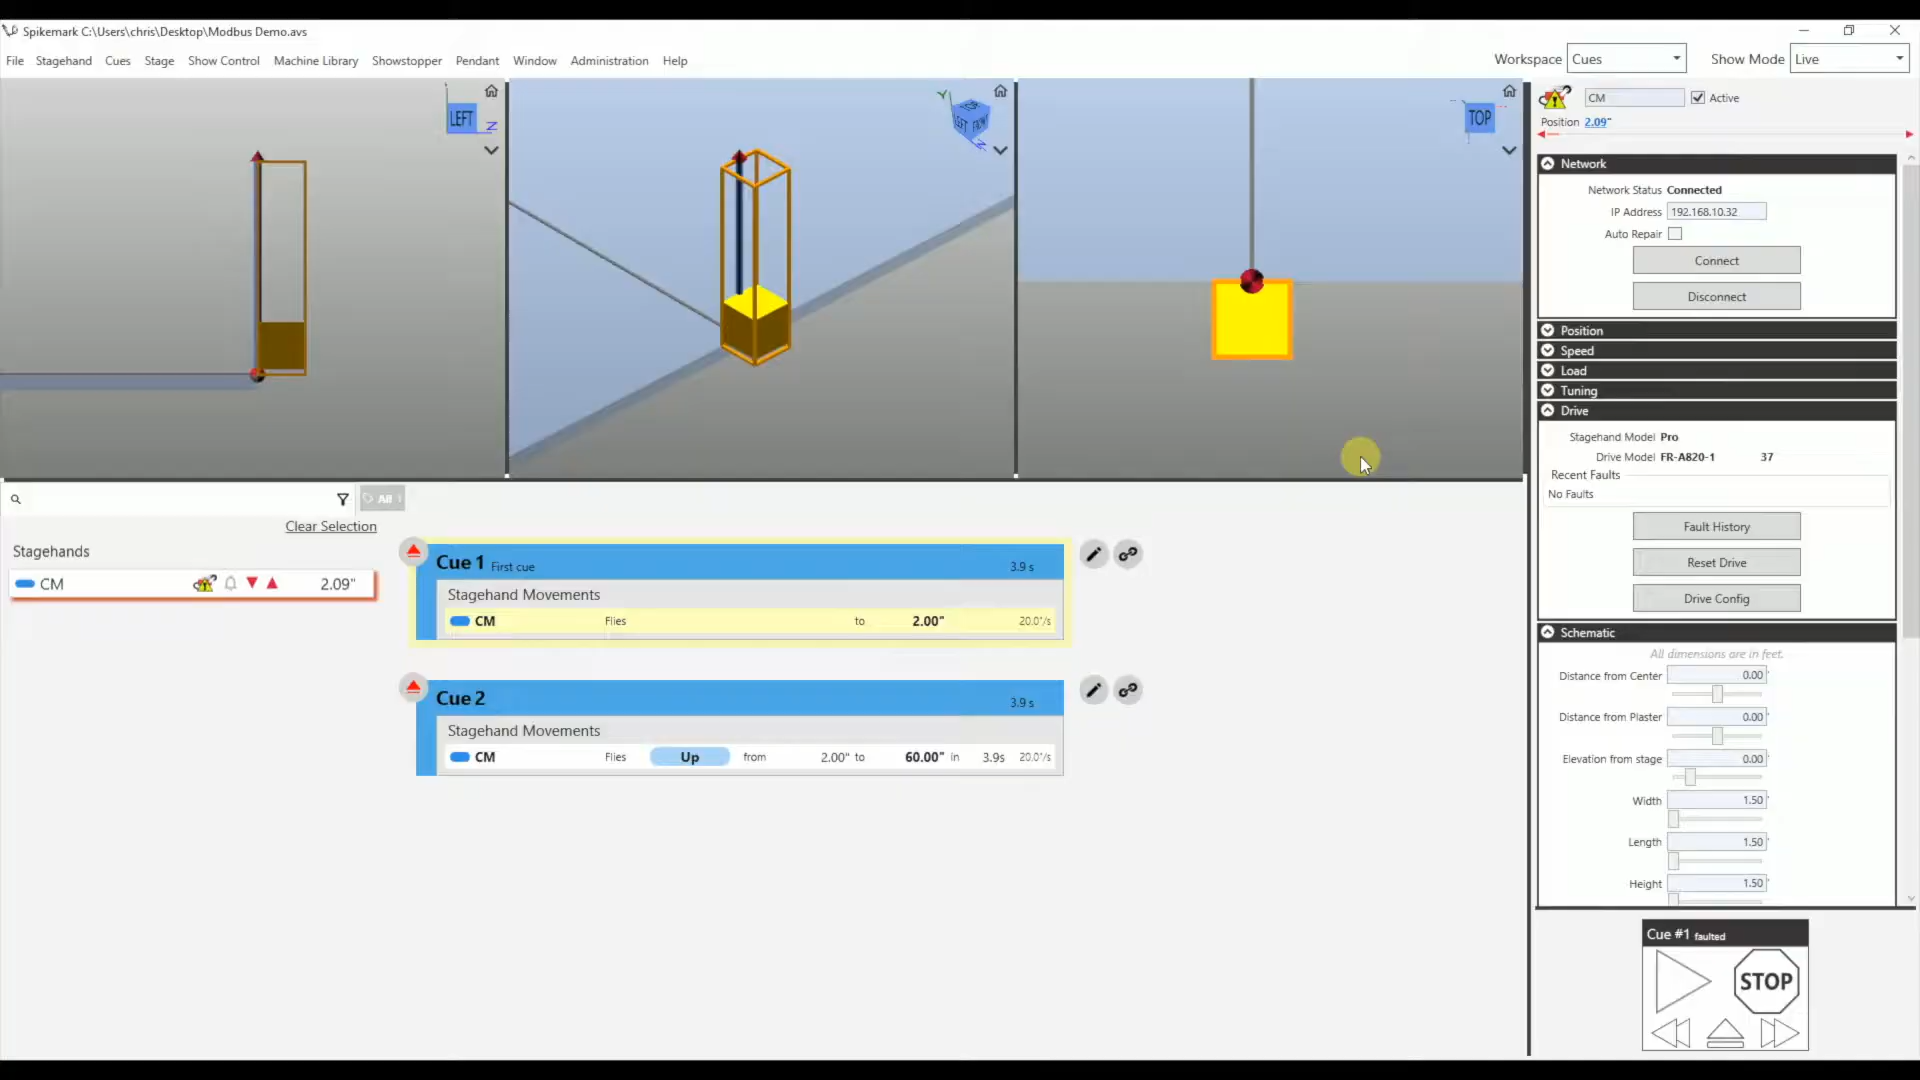 Spikemark C:\Users\chris\Desktop\Modbus Demo.avs
File Stagehand Cues Stage Show Control Machine Library Showstopper Pendant Window Administration Help
Workspace Cues Show Mode Live
LEFT
Z
Y
LEFT
Z
TOP
CM Active
Position 2.09"
Network
Network Status Connected
IP Address 192.168.10.32
Auto Repair
Connect
Disconnect
Position
Speed
Load
Tuning
Drive
Stagehand Model Pro
Drive Model FR-A820-1 37
Recent Faults
No Faults
Fault History
Reset Drive
Drive Config
Schematic
All dimensions are in feet.
Distance from Center 0.00'
Distance from Plaster 0.00'
Elevation from stage 0.00'
Width 1.50'
Length 1.50'
Height 1.50'
Clear Selection
Stagehands
CM 2.09"
Cue 1 First cue 3.9 s
Stagehand Movements
CM Flies to 2.00" 20.0"/s
Cue 2 3.9 s
Stagehand Movements
CM Flies Up from 2.00" to 60.00" in 3.9s 20.0"/s
Cue #1 faulted
STOP